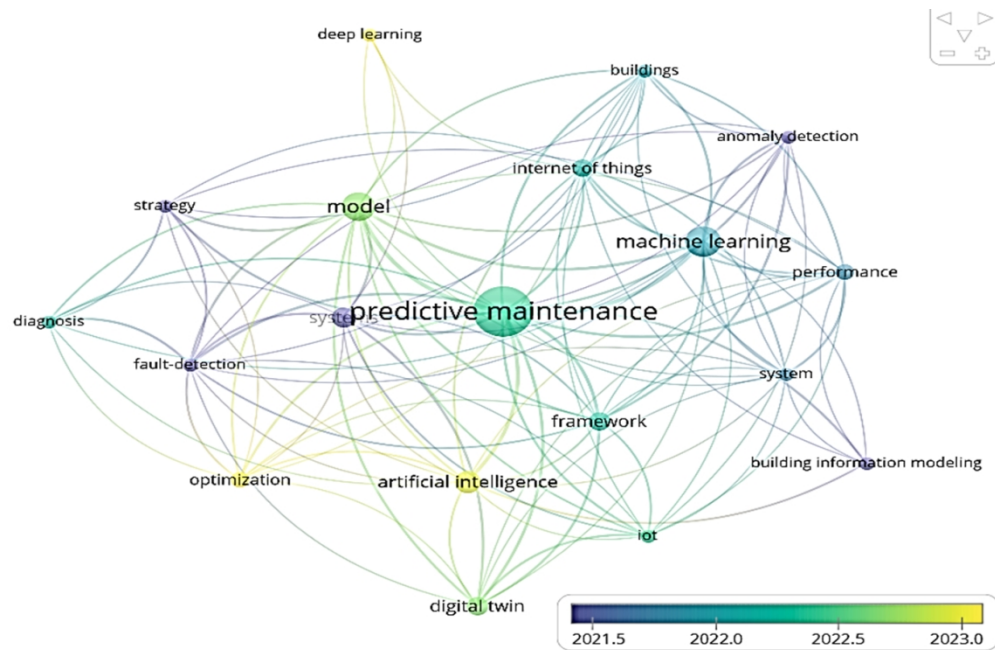 deep learning
buildings
anomaly detection
internet of things
strategy
model
machine learning
performance
predictive maintenance
systems
diagnosis
fault-detection
system
framework
building information modeling
optimization
artificial intelligence
iot
digital twin
2021.5 2022.0 2022.5 2023.0